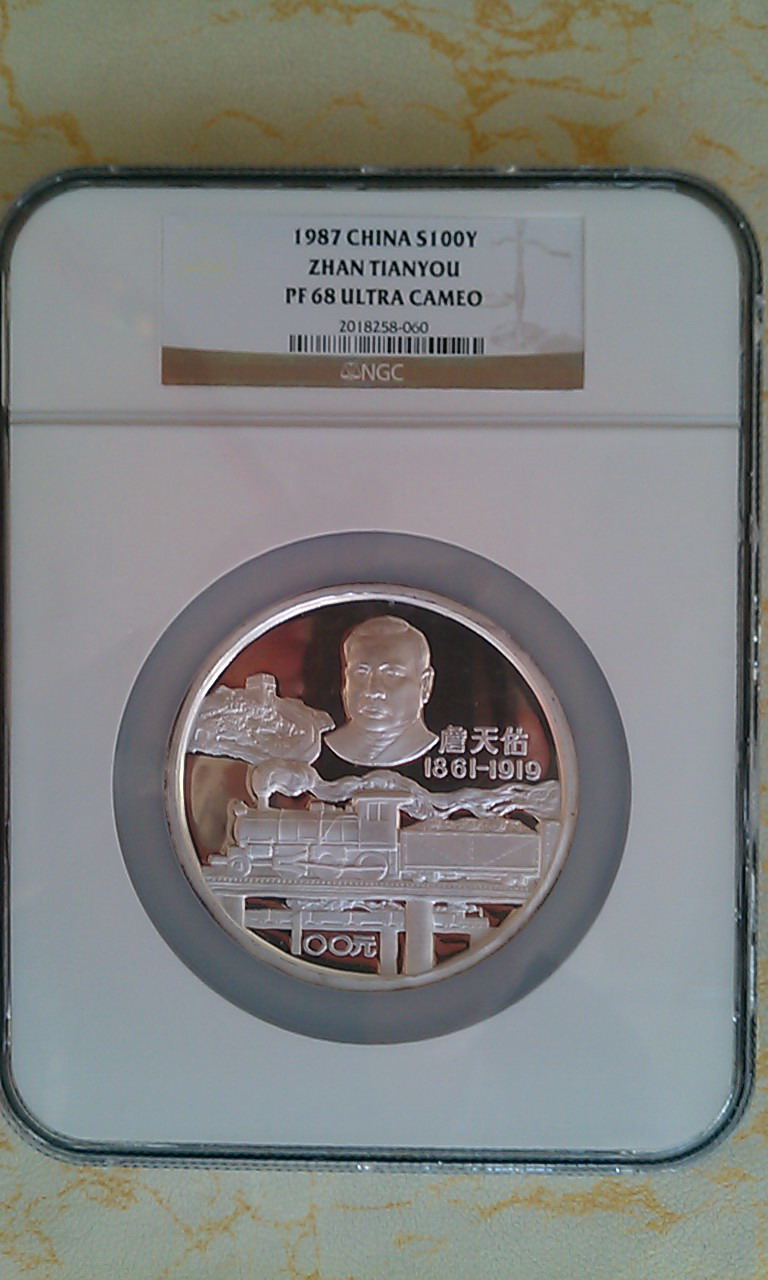 1987 CHINA S100Y
ZHAN TIANYOU
PF 68 ULTRA CAMEO
2018258-060
NGC
詹天佑
1861-1919
100元